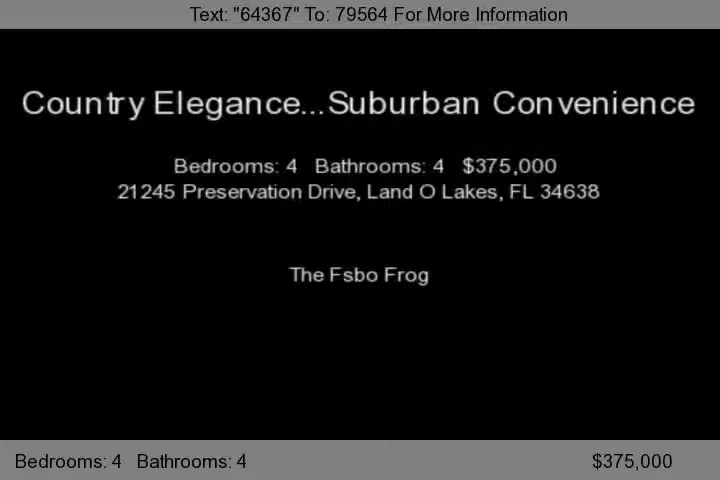 Text: "64367" To: 79564 For More Information
Country Elegance...Suburban Convenience
Bedrooms: 4 Bathrooms: 4 $375,000
21245 Preservation Drive, Land O Lakes, FL 34638
The Fsbo Frog
Bedrooms: 4 Bathrooms: 4 $375,000